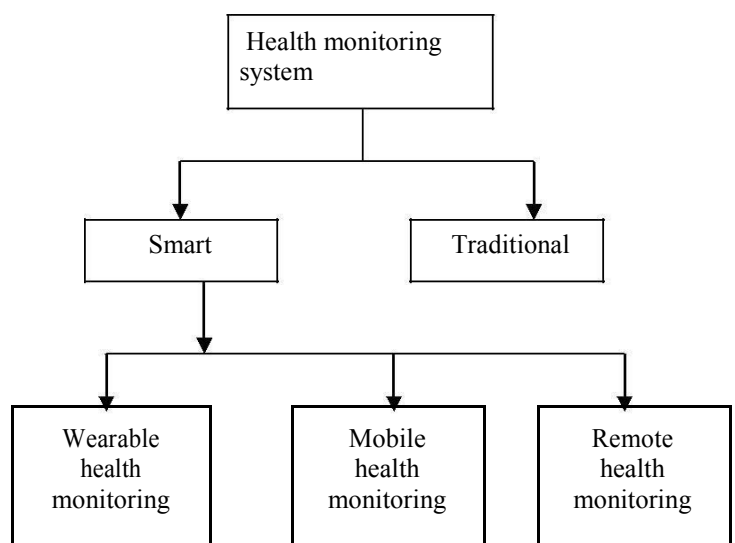 Health monitoring
system
Smart
Traditional
Wearable
health
monitoring
Mobile
health
monitoring
Remote
health
monitoring